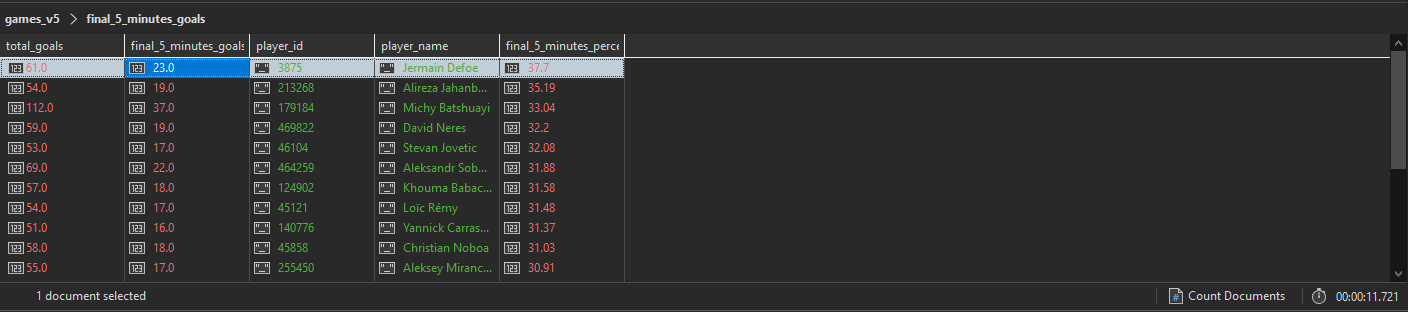 games_v5 > final_5_minutes_goals
total_goals final_5_minutes_goals player_id player_name final_5_minutes_perce
61.0 23.0 3875 Jermain Defoe 37.7
54.0 19.0 213268 Alireza Jahanb... 35.19
112.0 37.0 179184 Michy Batshuayi 33.04
59.0 19.0 469822 David Neres 32.2
53.0 17.0 46104 Stevan Jovetic 32.08
69.0 22.0 464259 Aleksandr Sob... 31.88
57.0 18.0 124902 Khouma Babac... 31.58
54.0 17.0 45121 Loïc Rémy 31.48
51.0 16.0 140776 Yannick Carras... 31.37
58.0 18.0 45858 Christian Noboa 31.03
55.0 17.0 255450 Aleksey Miranc... 30.91
1 document selected Count Documents 00:00:11.721